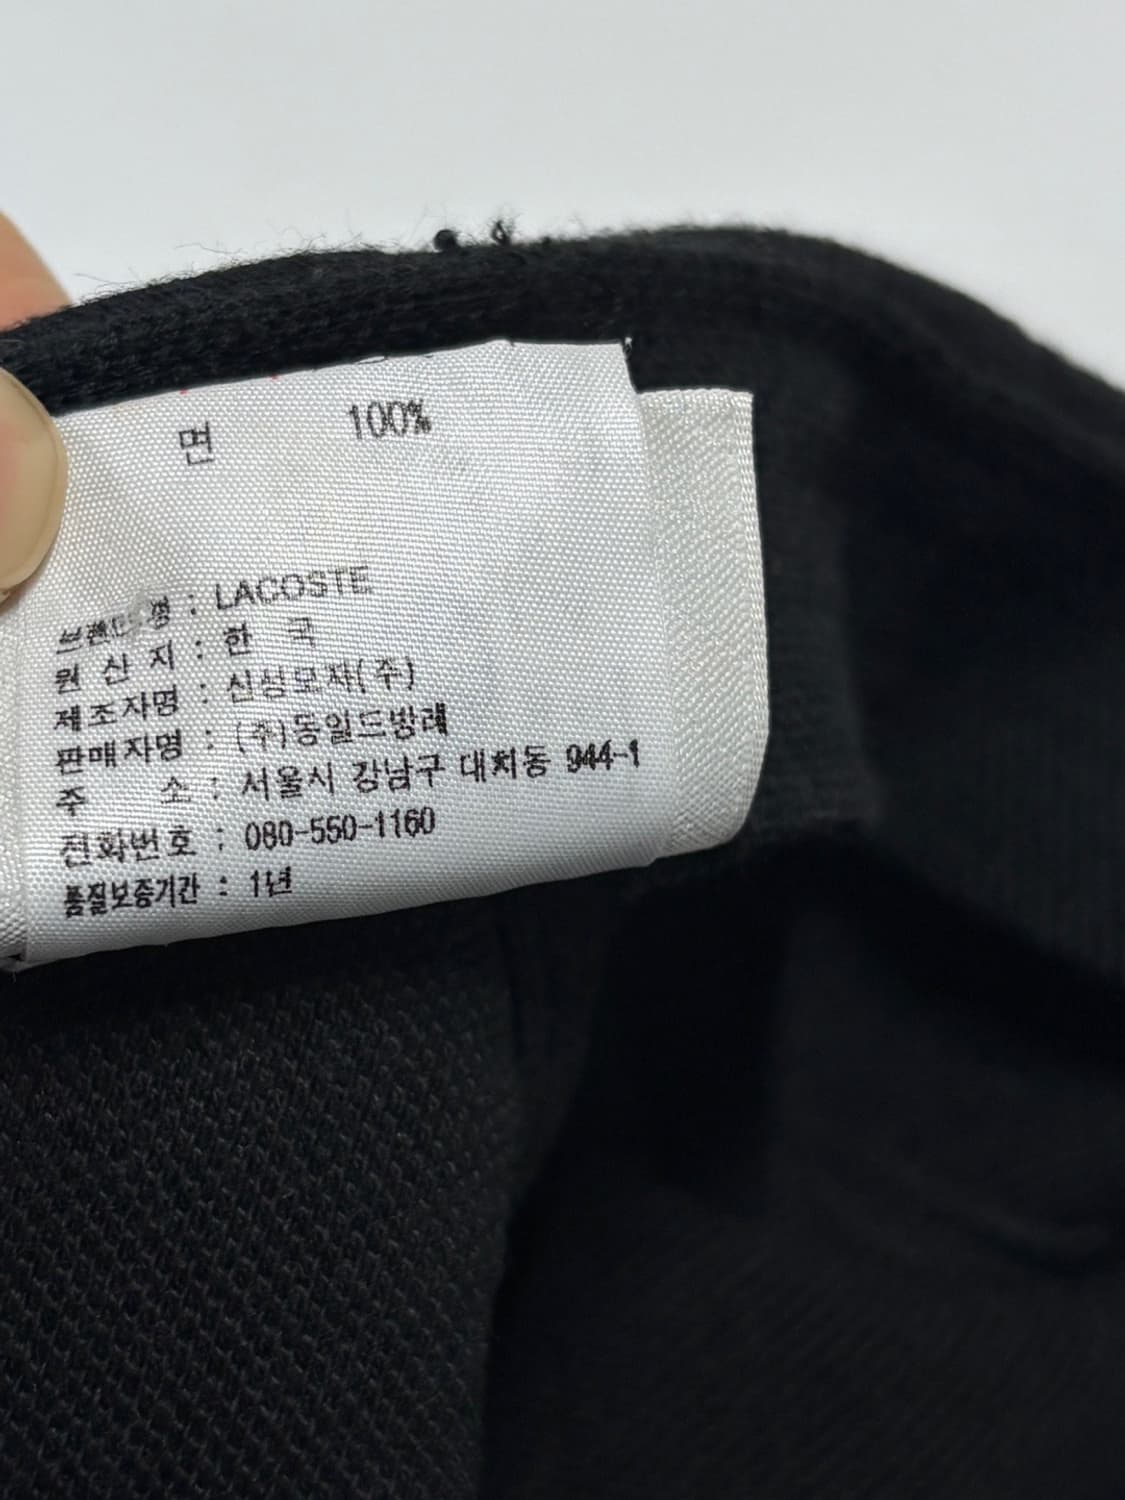 면 100%
브랜드명 : LACOSTE
원 산 지 : 한 국
제조자명 : 신성모자(주)
판매자명 : (주)동일드방레
주 소 : 서울시 강남구 대치동 944-1
전화번호 : 080-550-1160
품질보증기간 : 1년